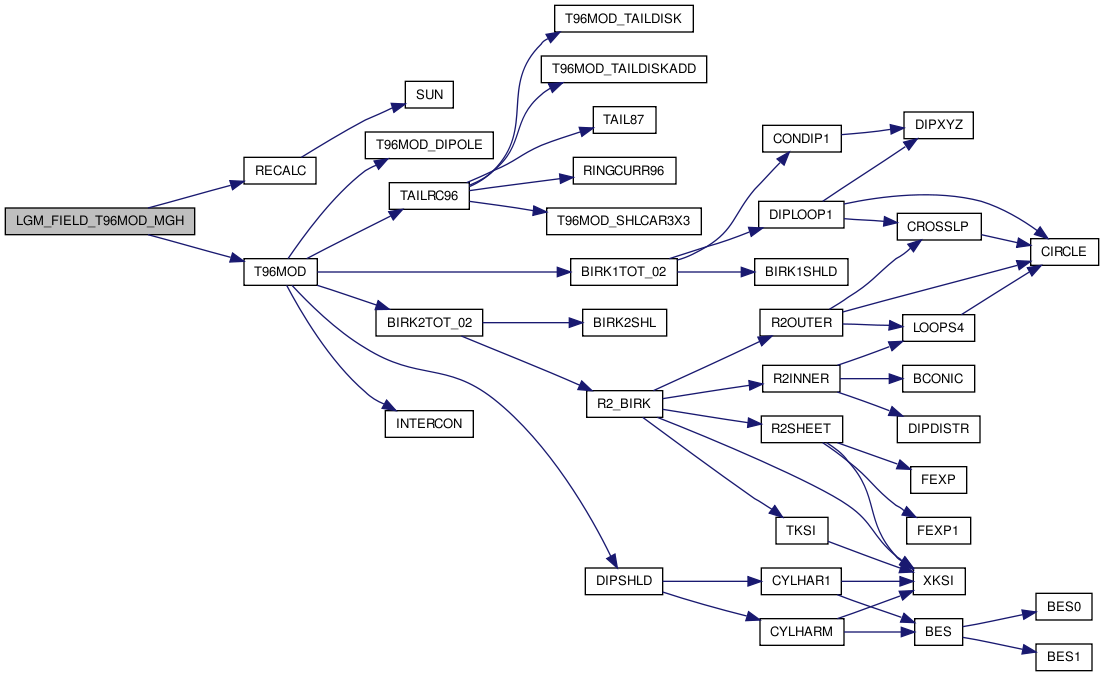 T96MOD_TAILDISK
T96MOD_TAILDISKADD
SUN
TAIL87
DIPXYZ
CONDIP1
T96MOD_DIPOLE
RECALC
RINGCURR96
TAILRC96
DIPLOOP1
LGM_FIELD_T96MOD_MGH
T96MOD_SHLCAR3X3
CROSSLP
CIRCLE
T96MOD
BIRK1TOT_02
BIRK1SHLD
BIRK2TOT_02
BIRK2SHL
R2OUTER
LOOPS4
R2INNER
BCONIC
R2_BIRK
INTERCON
R2SHEET
DIPDISTR
FEXP
TKSI
FEXP1
DIPSHLD
CYLHAR1
XKSI
BES0
CYLHARM
BES
BES1